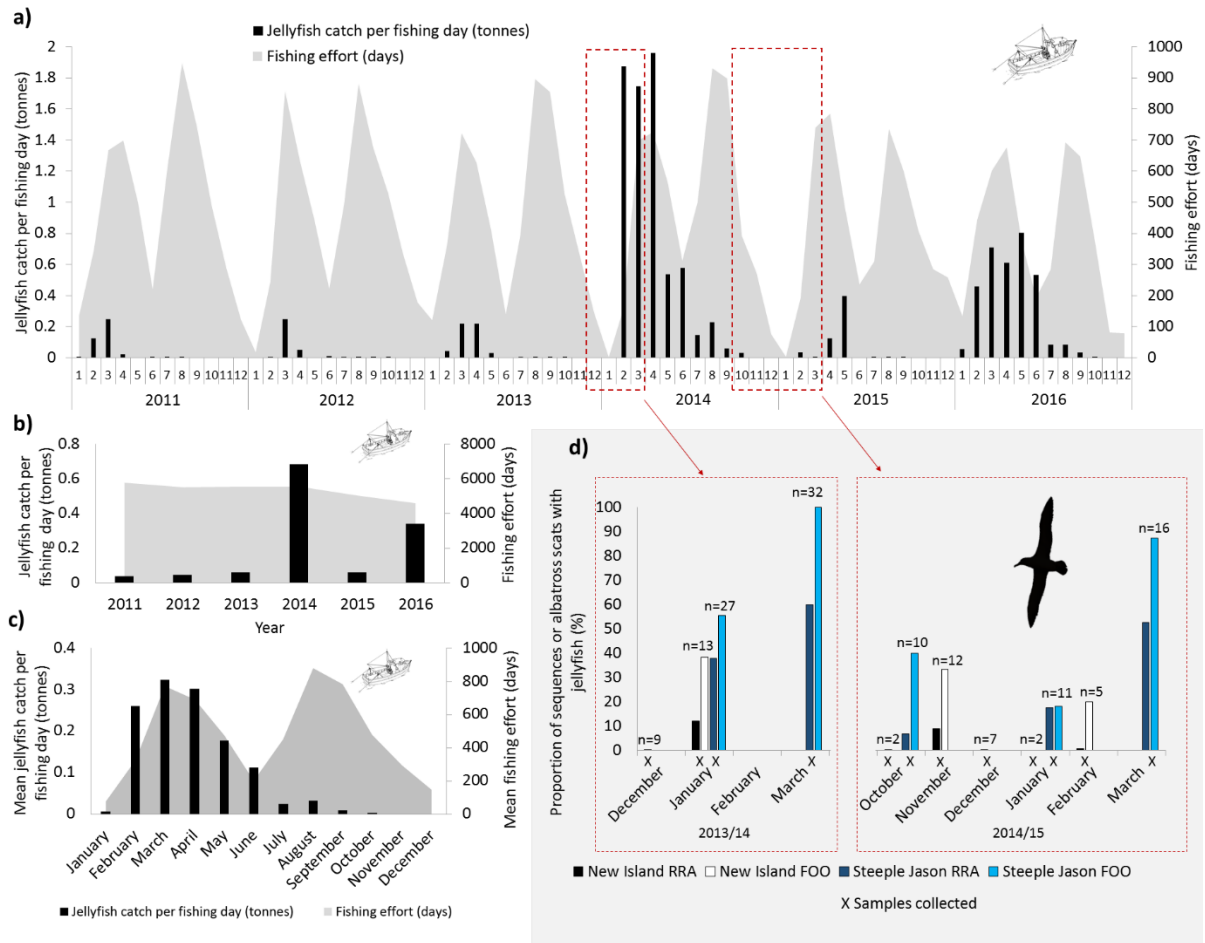 a)
Jellyfish catch per fishing day (tonnes)
Fishing effort (days)
Jellyfish catch per fishing day (tonnes)
2
1.8
1.6
1.4
1.2
1
0.8
0.6
0.4
0.2
0
1000
900
800
700
600
500
400
300
200
100
0
Fishing effort (days)
1 2 3 4 5 6 7 8 9 10 11 12 1 2 3 4 5 6 7 8 9 10 11 12 1 2 3 4 5 6 7 8 9 10 11 12 1 2 3 4 5 6 7 8 9 10 11 12 1 2 3 4 5 6 7 8 9 10 11 12 1 2 3 4 5 6 7 8 9 10 11 12
2011 2012 2013 2014 2015 2016
b)
Jellyfish catch per
fishing day (tonnes)
0.8
0.6
0.4
0.2
0
8000
6000
4000
2000
0
Fishing effort (days)
2011 2012 2013 2014 2015 2016
Year
c)
Mean jellyfish catch per
fishing day (tonnes)
0.4
0.3
0.2
0.1
0
1000
800
600
400
200
0
Mean fishing effort (days)
January February March April May June July August September October November December
Jellyfish catch per fishing day (tonnes) Fishing effort (days)
d)
Proportion of sequences or albatross scats with
jellyfish (%)
100
90
80
70
60
50
40
30
20
10
0
n=9 n=13 n=27 n=32
X X X X
December January February March
2013/14
n=2 n=10 n=12 n=7 n=2 n=11 n=5 n=16
X X X X X X X X
October November December January February March
2014/15
New Island RRA New Island FOO Steeple Jason RRA Steeple Jason FOO
X Samples collected